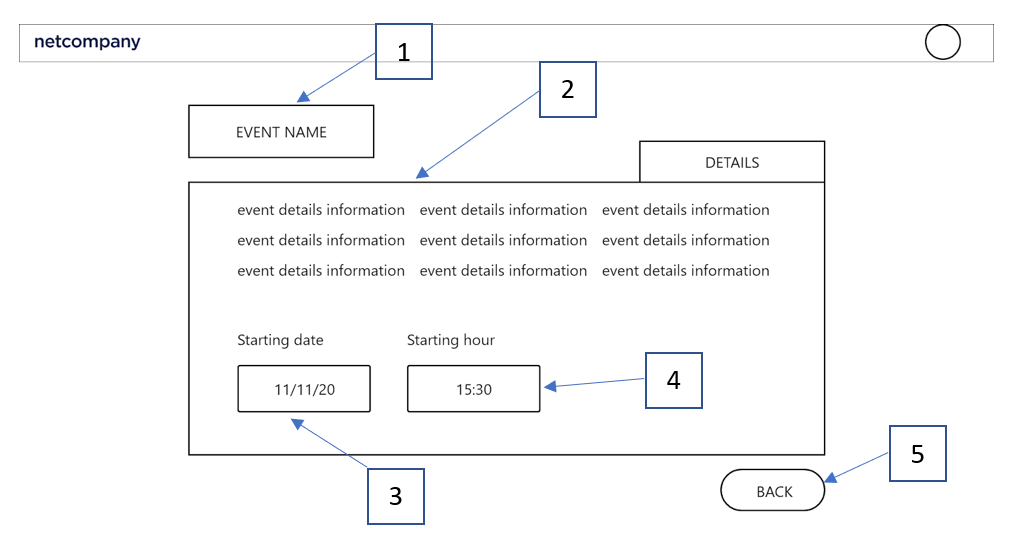 netcompany
1
2
EVENT NAME
DETAILS
event details information event details information event details information
event details information event details information event details information
event details information event details information event details information
Starting date Starting hour
11/11/20 15:30
4
5
3
BACK